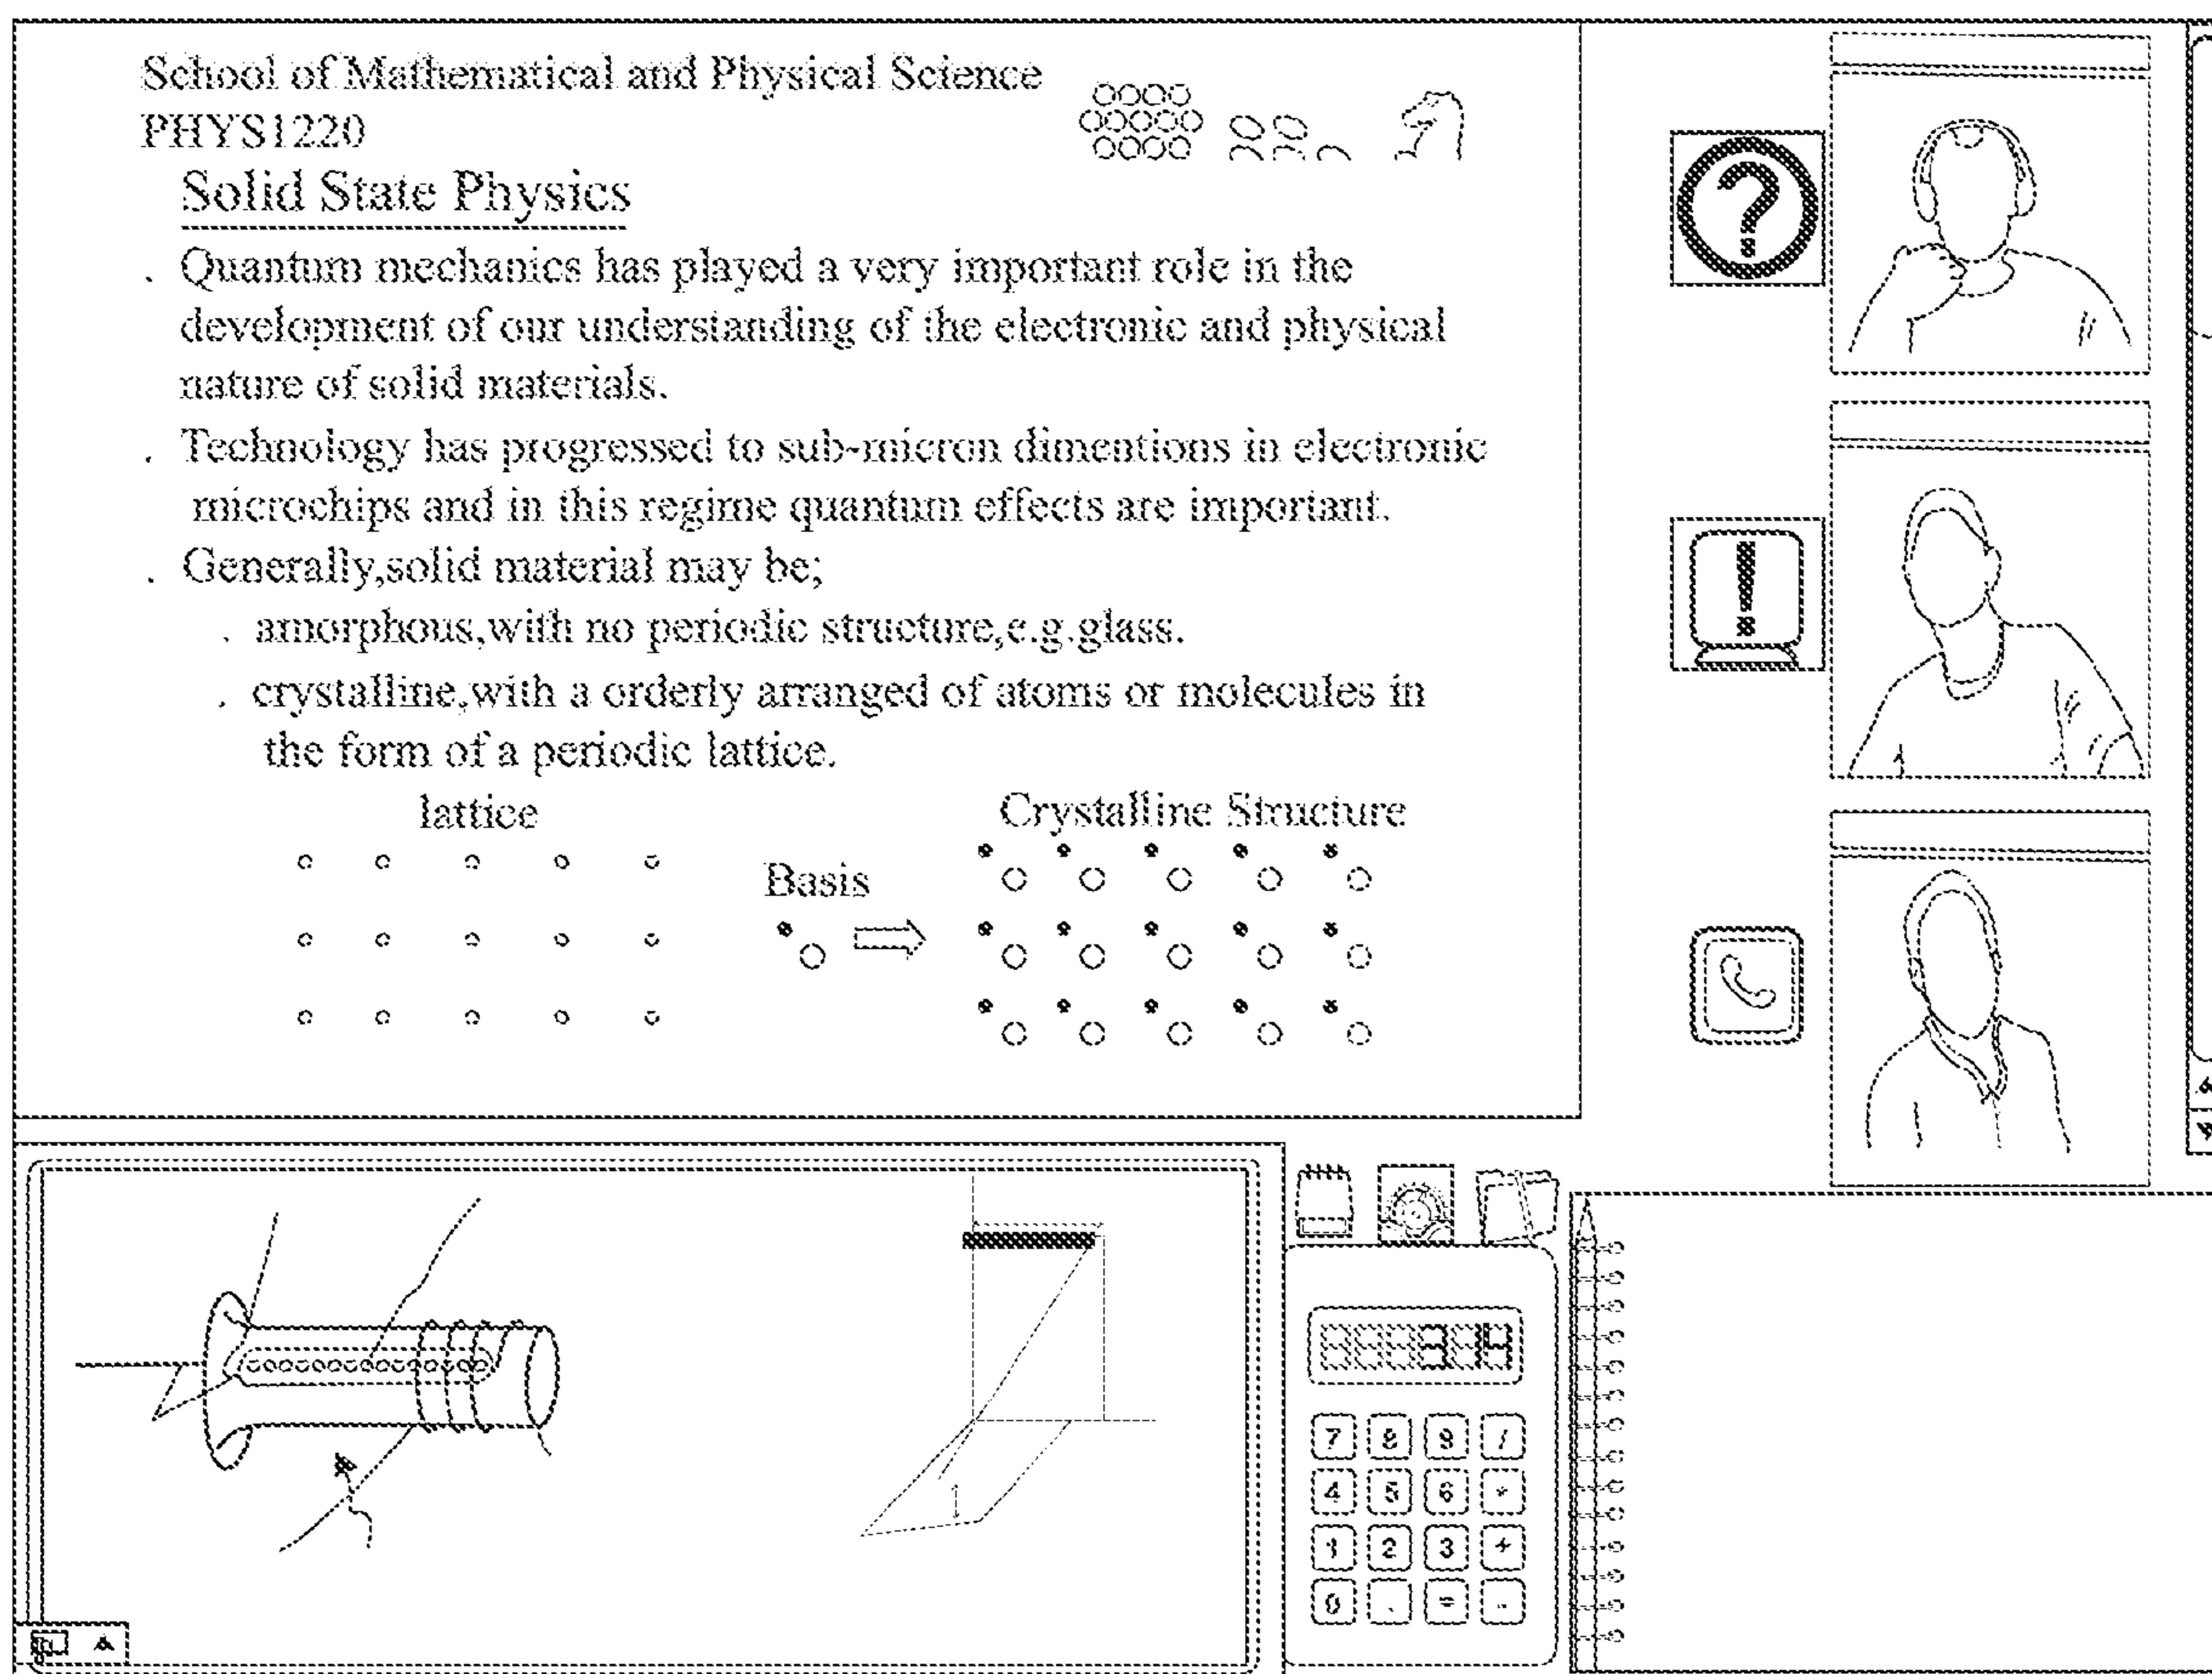 School of Mathematical and Physical Science
PHYS1220
Solid State Physics
. Quantum mechanics has played a very important role in the
development of our understanding of the electronic and physical
nature of solid materials.
. Technology has progressed to sub-micron dimentions in electronic
microchips and in this regime quantum effects are important.
. Generally,solid material may be;
. amorphous,with no periodic structure,e.g.glass.
. crystalline,with a orderly arranged of atoms or molecules in
the form of a periodic lattice.
lattice
Crystalline Structure
Basis
?
!
314
7 8 9 /
4 5 6 *
1 2 3 +
0 . = -